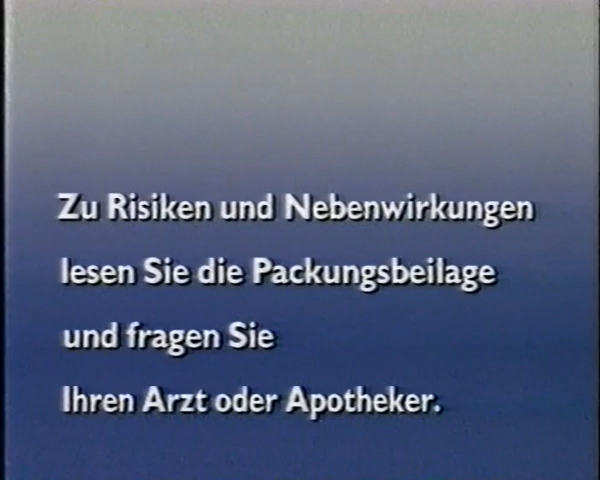 Zu Risiken und Nebenwirkungen
lesen Sie die Packungsbeilage
und fragen Sie
Ihren Arzt oder Apotheker.